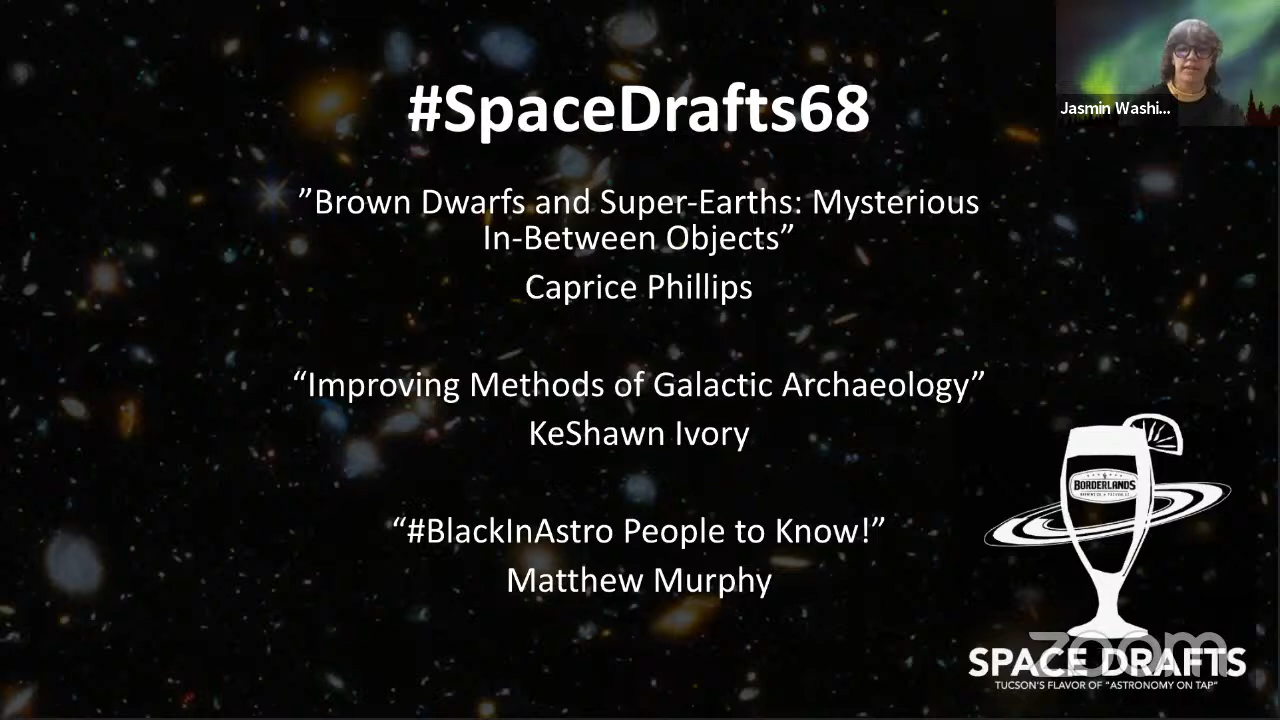 #SpaceDrafts68
Jasmin Washi...
”Brown Dwarfs and Super-Earths: Mysterious
In-Between Objects”
Caprice Phillips
“Improving Methods of Galactic Archaeology”
KeShawn Ivory
“#BlackInAstro People to Know!”
Matthew Murphy
BORDERLANDS
zoom
SPACE DRAFTS
TUCSON'S FLAVOR OF "ASTRONOMY ON TAP"